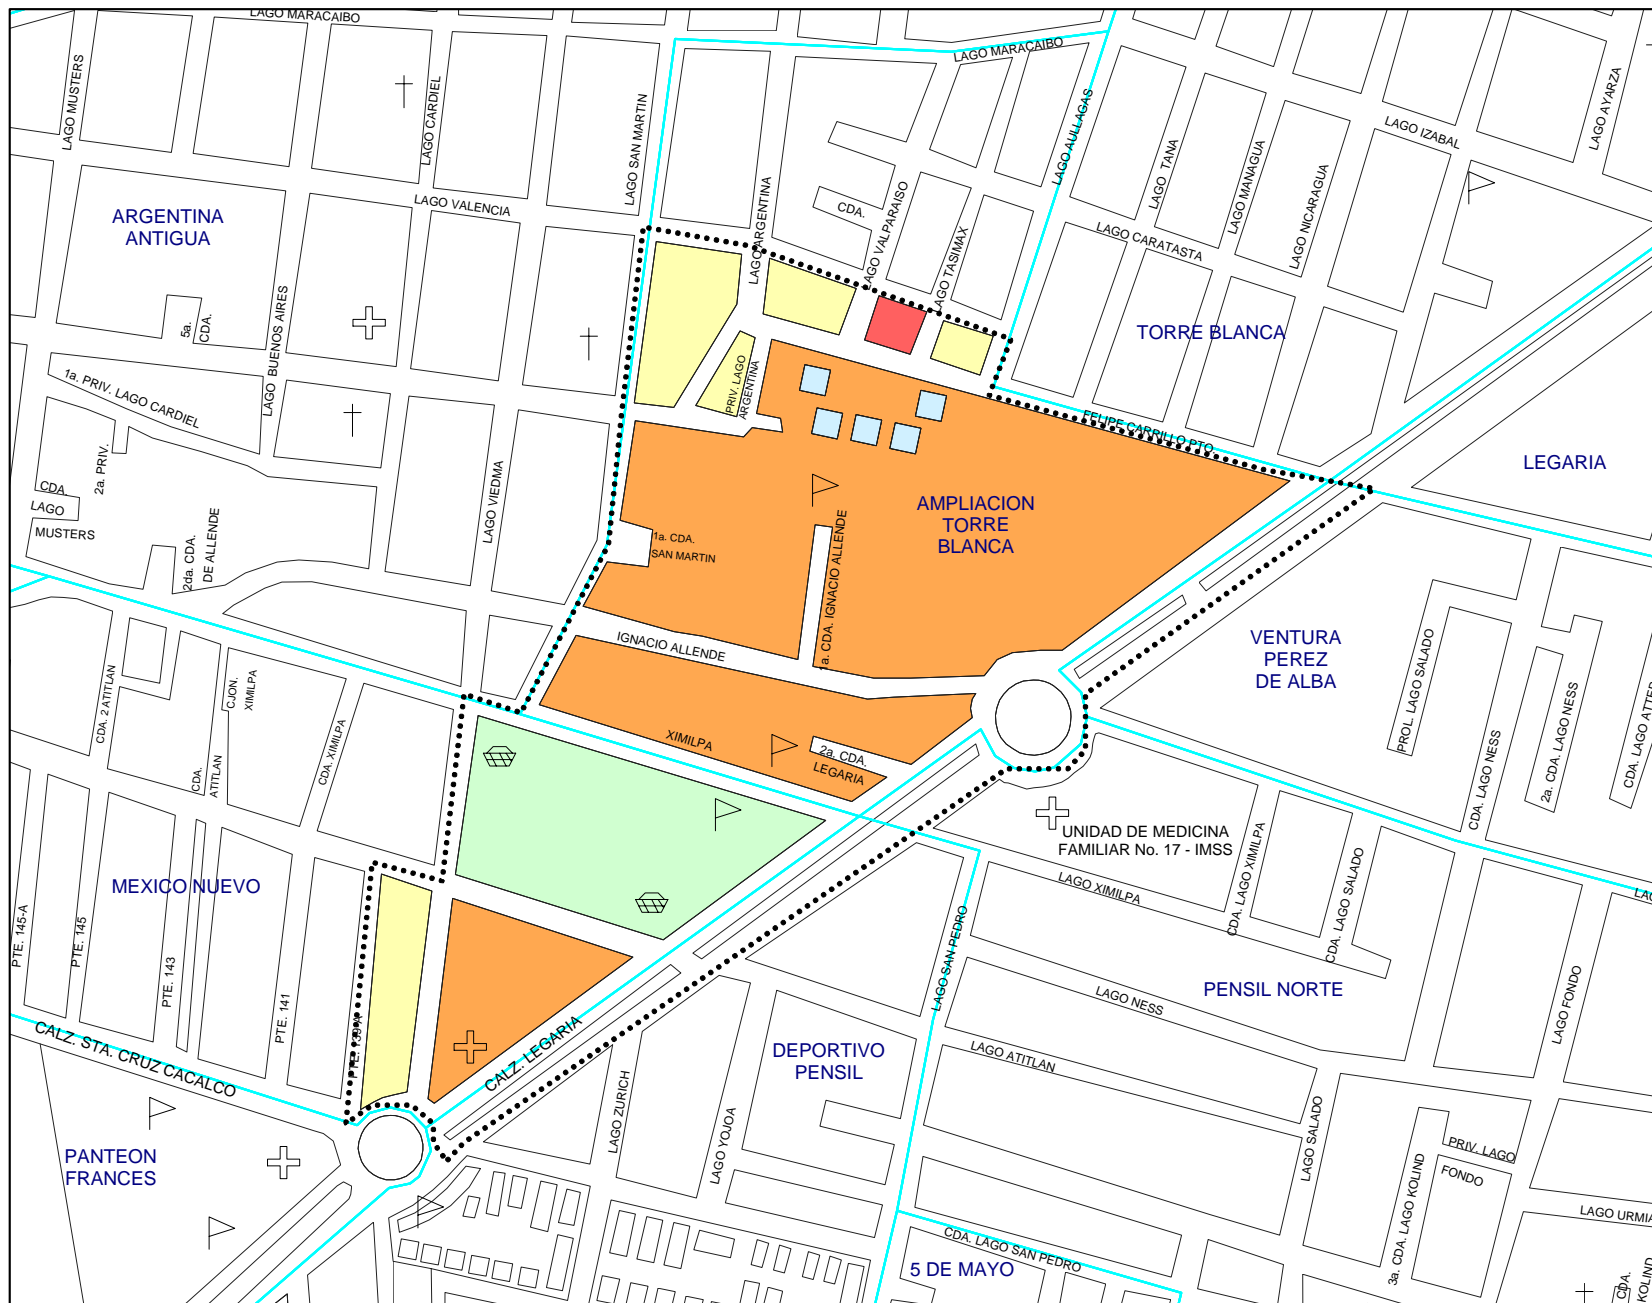 LAGO MARACAIBO
LAGO MUSTERS
LAGO CARDIEL
LAGO SAN MARTIN
LAGO MARACAIBO
LAGO AULLAGAS
LAGO IZABAL
LAGO AYARZA
LAGO TANA
LAGO MANAGUA
LAGO NICARAGUA
LAGO VALENCIA
LAGO ARGENTINA
CDA.
LAGO VALPARAISO
LAGO TASIMAX
LAGO CARATASTA
ARGENTINA
ANTIGUA
5a.
CDA.
LAGO BUENOS AIRES
TORRE BLANCA
1a. PRIV. LAGO CARDIEL
PRIV. LAGO
ARGENTINA
FELIPE CARRILLO PTO.
LEGARIA
2a. PRIV.
CDA.
LAGO
MUSTERS
2da. CDA.
DE ALLENDE
LAGO VIEDMA
AMPLIACION
TORRE
BLANCA
1a. CDA.
SAN MARTIN
1a. CDA. IGNACIO ALLENDE
IGNACIO ALLENDE
VENTURA
PEREZ
DE ALBA
PROL. LAGO SALADO
CDA. LAGO NESS
2a. CDA. LAGO NESS
CDA. 2 ATITLAN
CJON.
XIMILPA
CDA.
ATITLAN
CDA. XIMILPA
XIMILPA
2a. CDA.
LEGARIA
UNIDAD DE MEDICINA
FAMILIAR No. 17 - IMSS
CDA. LAGO XIMILPA
LAGO XIMILPA
CDA. LAGO SALADO
MEXICO NUEVO
PTE. 145-A
PTE. 145
PTE. 143
PTE. 141
PTE. 139-A
LAGO SAN PEDRO
LAGO NESS
PENSIL NORTE
LAGO FONDO
CALZ. STA. CRUZ CACALCO
CALZ. LEGARIA
DEPORTIVO
PENSIL
LAGO ATITLAN
LAGO ZURICH
LAGO YOJOA
LAGO SALADO
PRIV. LAGO
FONDO
3a. CDA. LAGO KOLIND
PANTEON
FRANCES
LAGO URMIA
CDA. LAGO SAN PEDRO
5 DE MAYO
CDA.
KOLIND